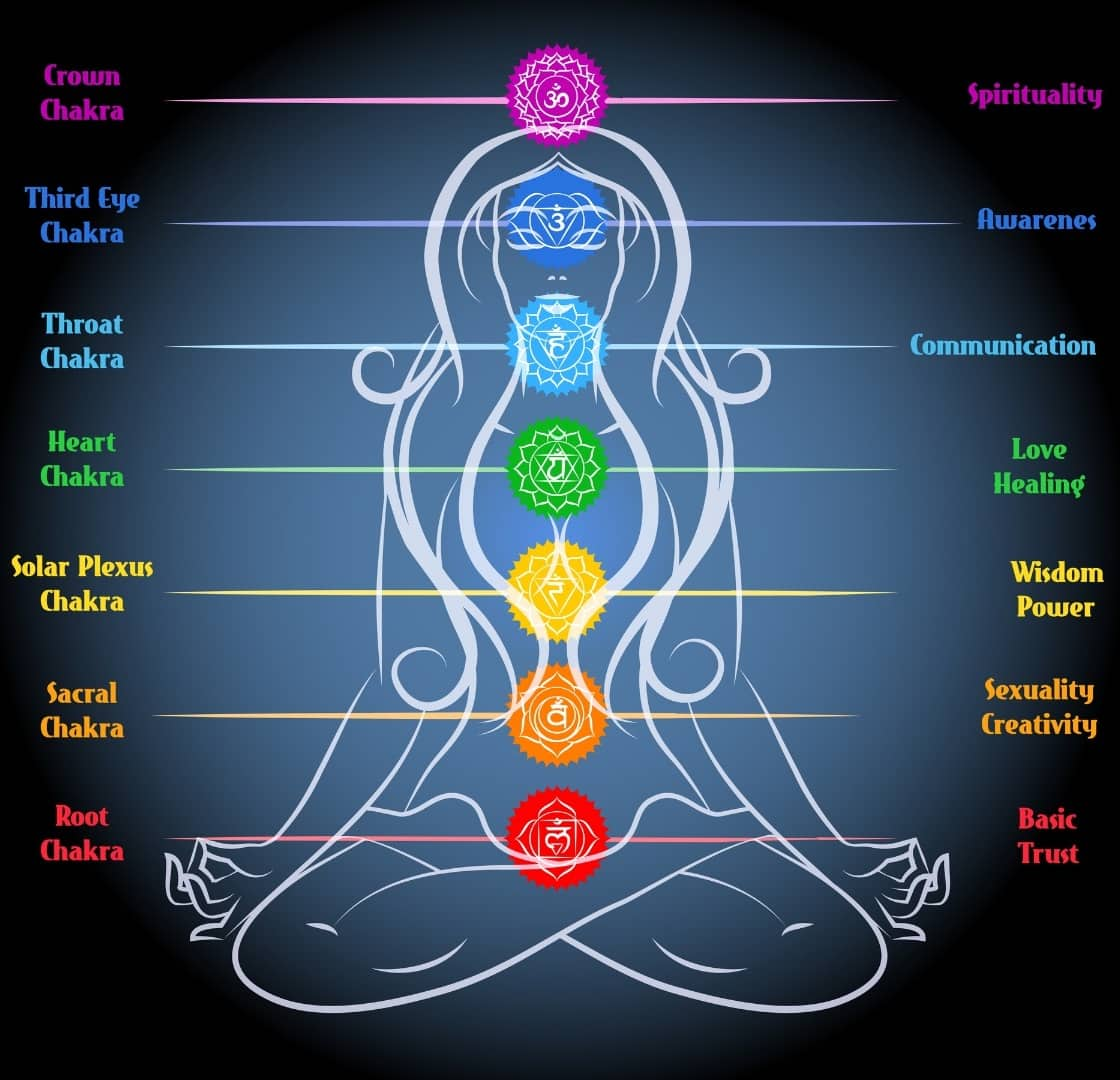 Crown
Chakra
ॐ
Spirituality
Third Eye
Chakra
Awarenes
Throat
Chakra
हं
Communication
Heart
Chakra
यं
Love
Healing
Solar Plexus
Chakra
रं
Wisdom
Power
Sacral
Chakra
वं
Sexuality
Creativity
Root
Chakra
लं
Basic
Trust